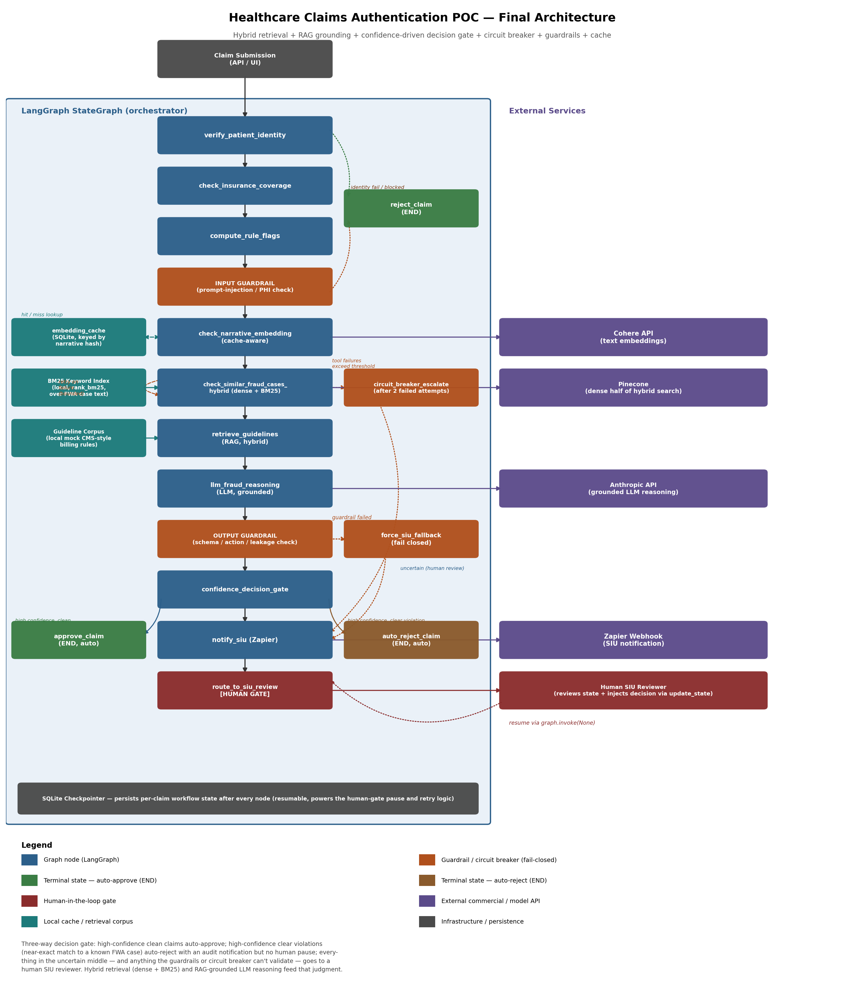 Healthcare Claims Authentication POC — Final Architecture
Hybrid retrieval + RAG grounding + confidence-driven decision gate + circuit breaker + guardrails + cache
Claim Submission
(API / UI)
LangGraph StateGraph (orchestrator)
External Services
verify_patient_identity
check_insurance_coverage
identity fail / blocked
reject_claim
(END)
compute_rule_flags
INPUT GUARDRAIL
(prompt-injection / PHI check)
hit / miss lookup
embedding_cache
(SQLite, keyed by
narrative hash)
check_narrative_embedding
(cache-aware)
Cohere API
(text embeddings)
tool failures
exceed threshold
BM25 Keyword Index
(local, rank_bm25,
over FWA case text)
check_similar_fraud_cases_
hybrid (dense + BM25)
circuit_breaker_escalate
(after 2 failed attempts)
Pinecone
(dense half of hybrid search)
Guideline Corpus
(local mock CMS-style
billing rules)
retrieve_guidelines
(RAG, hybrid)
llm_fraud_reasoning
(LLM, grounded)
Anthropic API
(grounded LLM reasoning)
guardrail failed
OUTPUT GUARDRAIL
(schema / action / leakage check)
force_siu_fallback
(fail closed)
uncertain (human review)
confidence_decision_gate
high confidence, clean
high confidence, clear violation
approve_claim
(END, auto)
notify_siu (Zapier)
auto_reject_claim
(END, auto)
Zapier Webhook
(SIU notification)
route_to_siu_review
[HUMAN GATE]
Human SIU Reviewer
(reviews state + injects decision via update_state)
resume via graph.invoke(None)
SQLite Checkpointer — persists per-claim workflow state after every node (resumable, powers the human-gate pause and retry logic)
Legend
Graph node (LangGraph)
Guardrail / circuit breaker (fail-closed)
Terminal state — auto-approve (END)
Terminal state — auto-reject (END)
Human-in-the-loop gate
External commercial / model API
Local cache / retrieval corpus
Infrastructure / persistence
Three-way decision gate: high-confidence clean claims auto-approve; high-confidence clear violations
(near-exact match to a known FWA case) auto-reject with an audit notification but no human pause; every-
thing in the uncertain middle — and anything the guardrails or circuit breaker can't validate — goes to a
human SIU reviewer. Hybrid retrieval (dense + BM25) and RAG-grounded LLM reasoning feed that judgment.